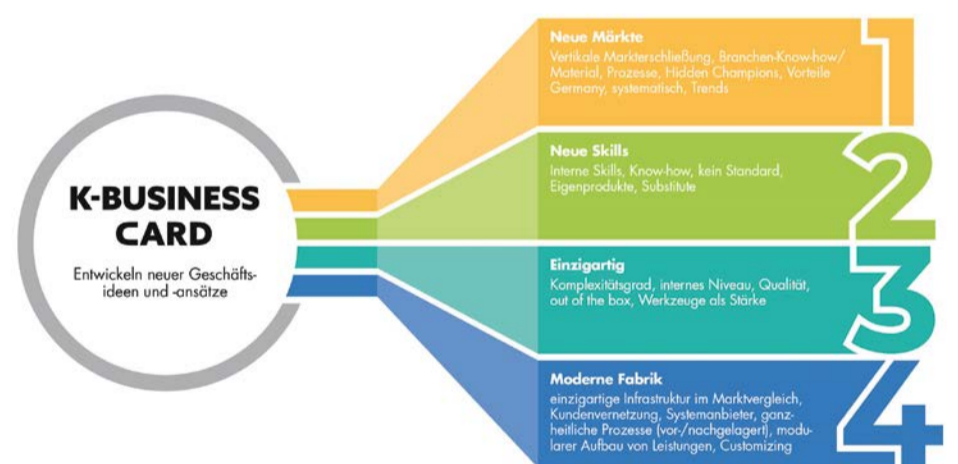 K-BUSINESS
CARD
Entwickeln neuer Geschäfts-
ideen und -ansätze
Neue Märkte
Vertikale Markterschließung, Branchen-Know-how/
Material, Prozesse, Hidden Champions, Vorteile
Germany, systematisch, Trends
1
Neue Skills
Interne Skills, Know-how, kein Standard,
Eigenprodukte, Substitute
2
Einzigartig
Komplexitätsgrad, internes Niveau, Qualität,
out of the box, Werkzeuge als Stärke
3
Moderne Fabrik
einzigartige Infrastruktur im Marktvergleich,
Kundenvernetzung, Systemanbieter, ganz-
heitliche Prozesse (vor-/nachgelagert), modu-
larer Aufbau von Leistungen, Customizing
4